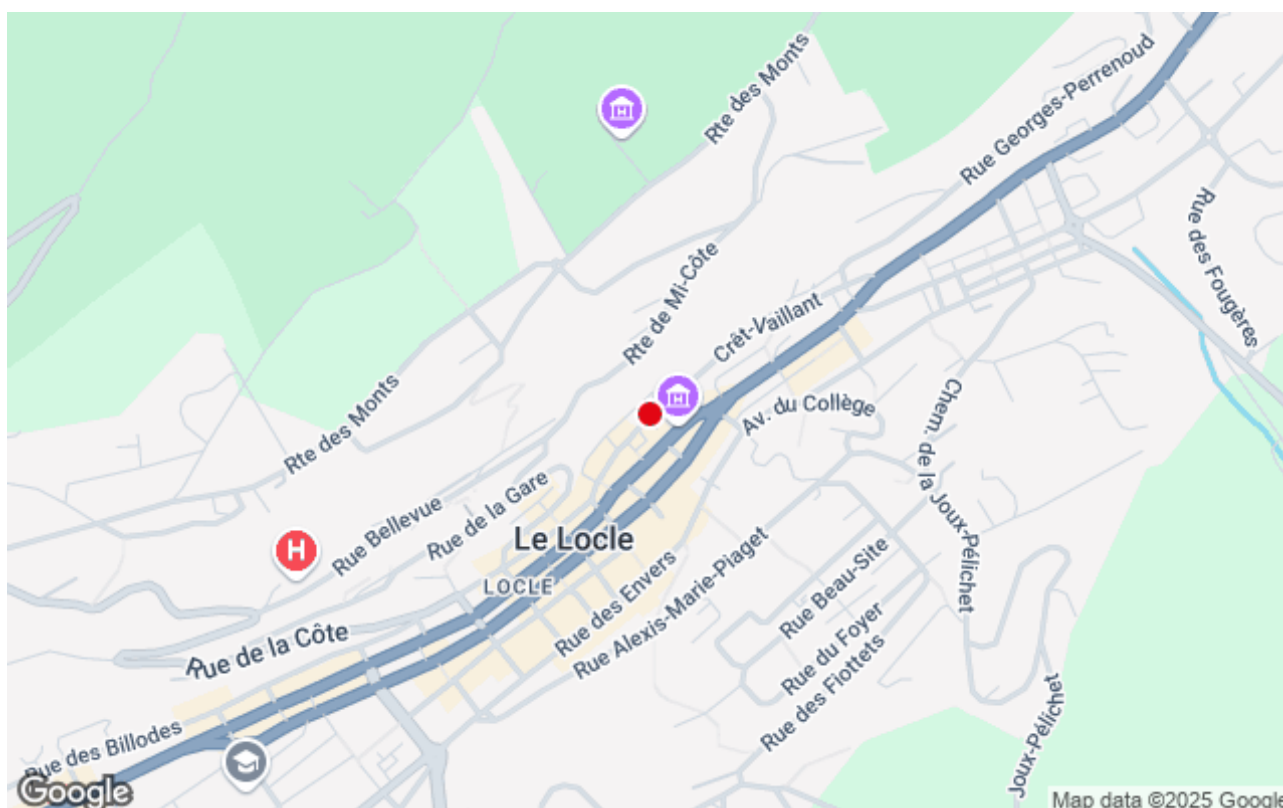 Rte des Monts
Rue Georges-Perrenoud
Rue des Fougères
Rte de Mi-Côte
Crêt-Vaillant
Rte des Monts
Av. du Collège
Chem. de la Joux-Pélichet
Rue de la Gare
Rue Bellevue
H
Le Locle
LOCLE
Rue des Envers
Rue Alexis-Marie-Piaget
Rue Beau-Site
Rue du Foyer
Rue des Fiottets
Rue de la Côte
Joux-Pélichet
Rue des Billodes
Google
Map data ©2025 Google